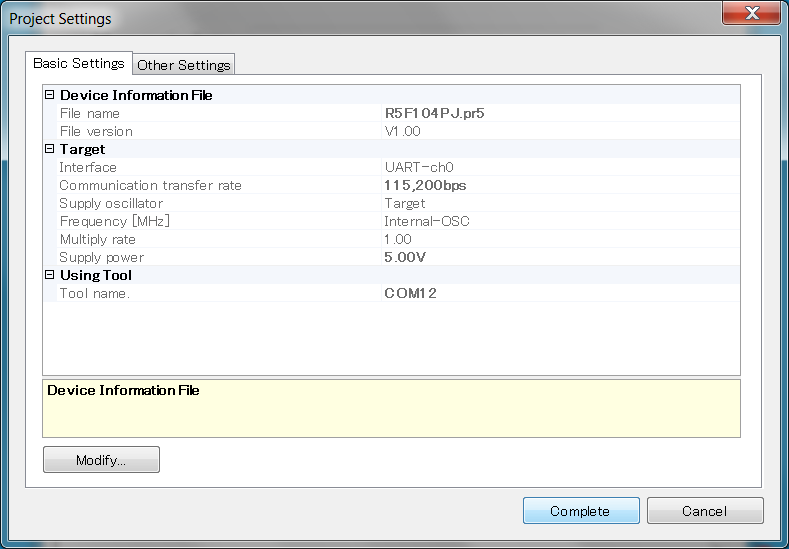 Project Settings
Basic Settings Other Settings
Device Information File
File name R5F104PJ.pr5
File version V1.00
Target
Interface UART-ch0
Communication transfer rate 115,200bps
Supply oscillator Target
Frequency [MHz] Internal-OSC
Multiply rate 1.00
Supply power 5.00V
Using Tool
Tool name. COM12
Device Information File
Modify...
Complete Cancel